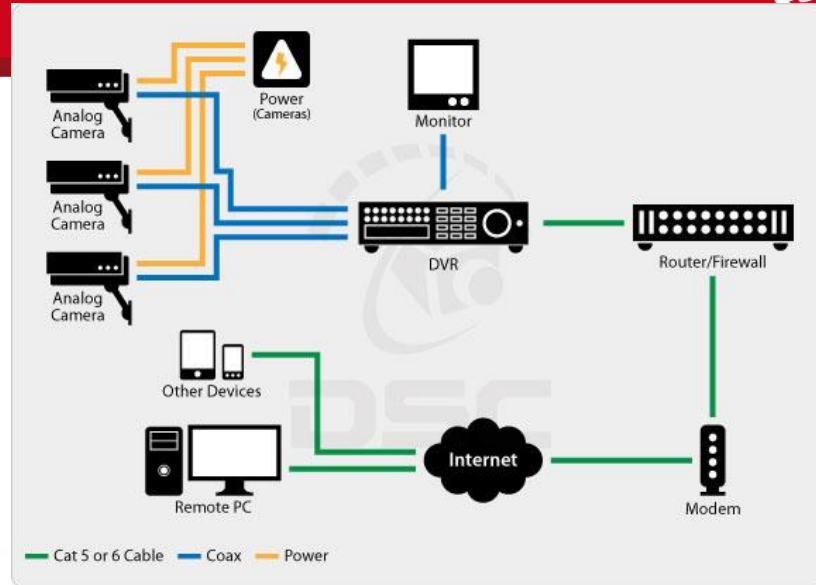 Power
(Cameras)
Analog
Camera
Monitor
Analog
Camera
DVR
Router/Firewall
Analog
Camera
Other Devices
DSC
Internet
Remote PC
Modem
Cat 5 or 6 Cable
Coax
Power